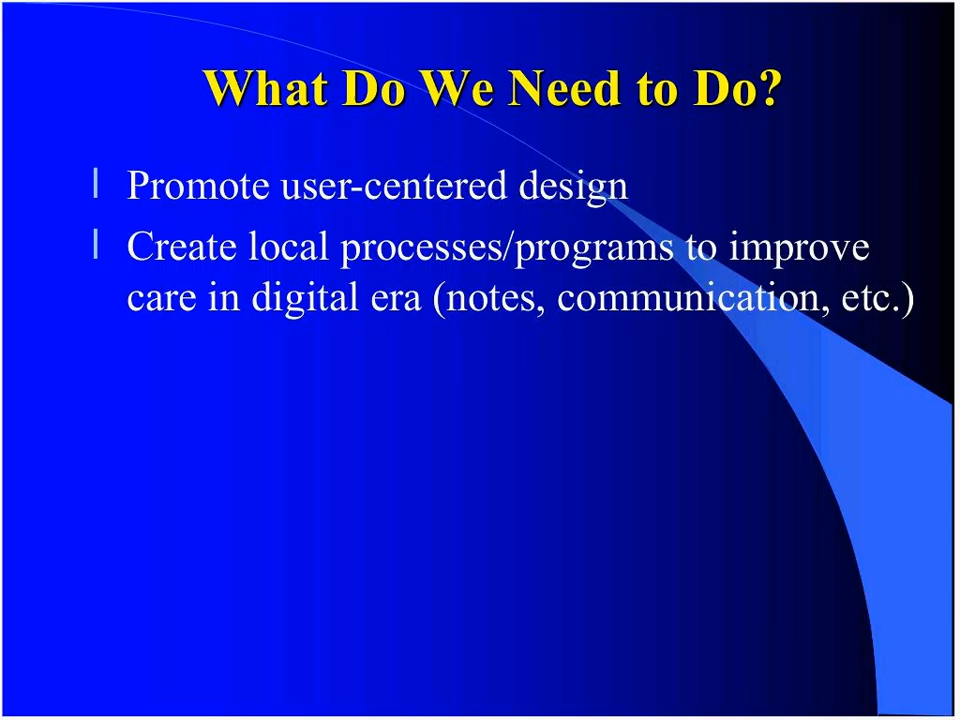 What Do We Need to Do?
Promote user-centered design
Create local processes/programs to improve
care in digital era (notes, communication, etc.)